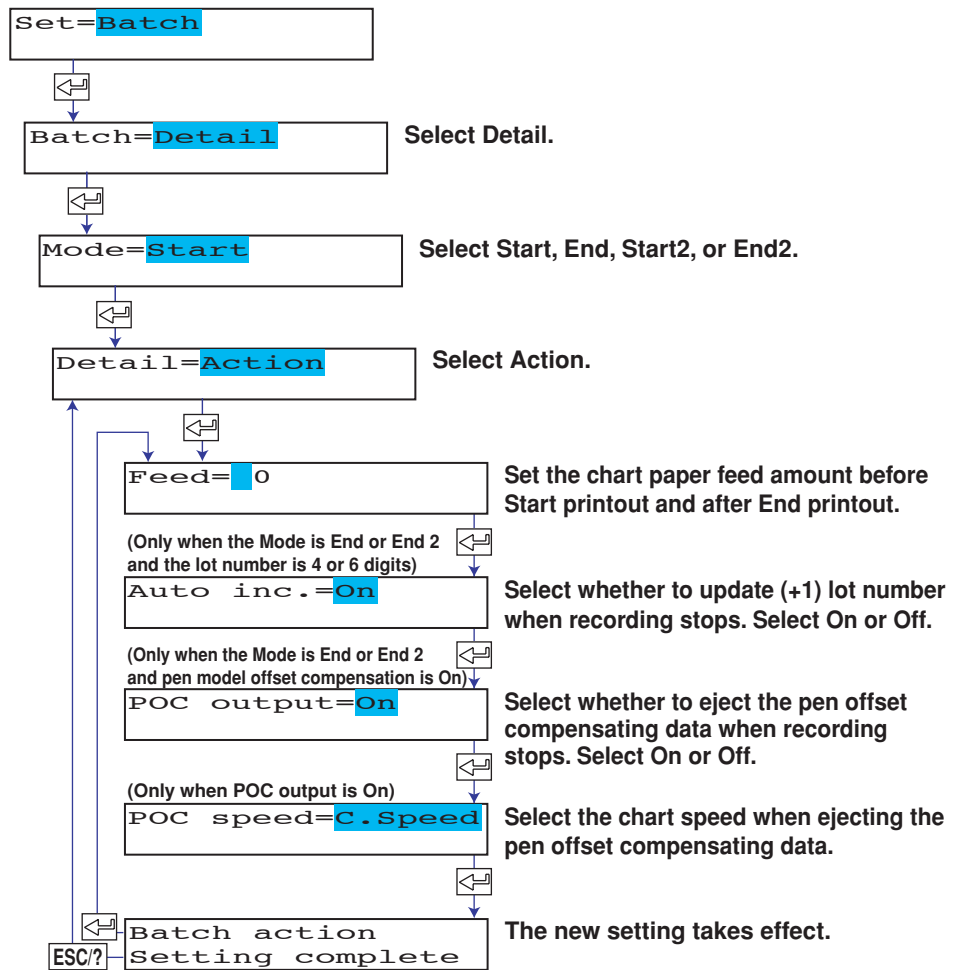 Set=Batch
Batch=Detail
Select Detail.
Mode=Start
Select Start, End, Start2, or End2.
Detail=Action
Select Action.
Feed= 0
Set the chart paper feed amount before
Start printout and after End printout.
(Only when the Mode is End or End 2
and the lot number is 4 or 6 digits)
Auto inc.=On
Select whether to update (+1) lot number
when recording stops. Select On or Off.
(Only when the Mode is End or End 2
and pen model offset compensation is On)
POC output=On
Select whether to eject the pen offset
compensating data when recording
stops. Select On or Off.
(Only when POC output is On)
POC speed=C.Speed
Select the chart speed when ejecting the
pen offset compensating data.
Batch action
Setting complete
The new setting takes effect.
ESC/?